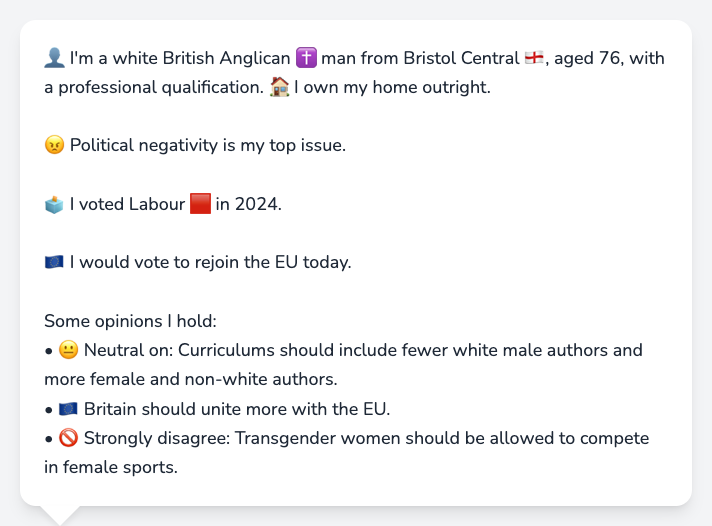 👤 I'm a white British Anglican ✝️ man from Bristol Central 🏴󠁧󠁢󠁥󠁮󠁧󠁿, aged 76, with
a professional qualification. 🏠 I own my home outright.
😠 Political negativity is my top issue.
🗳️ I voted Labour 🟥 in 2024.
🇪🇺 I would vote to rejoin the EU today.
Some opinions I hold:
• 😐 Neutral on: Curriculums should include fewer white male authors and
more female and non-white authors.
• 🇪🇺 Britain should unite more with the EU.
• 🚫 Strongly disagree: Transgender women should be allowed to compete
in female sports.